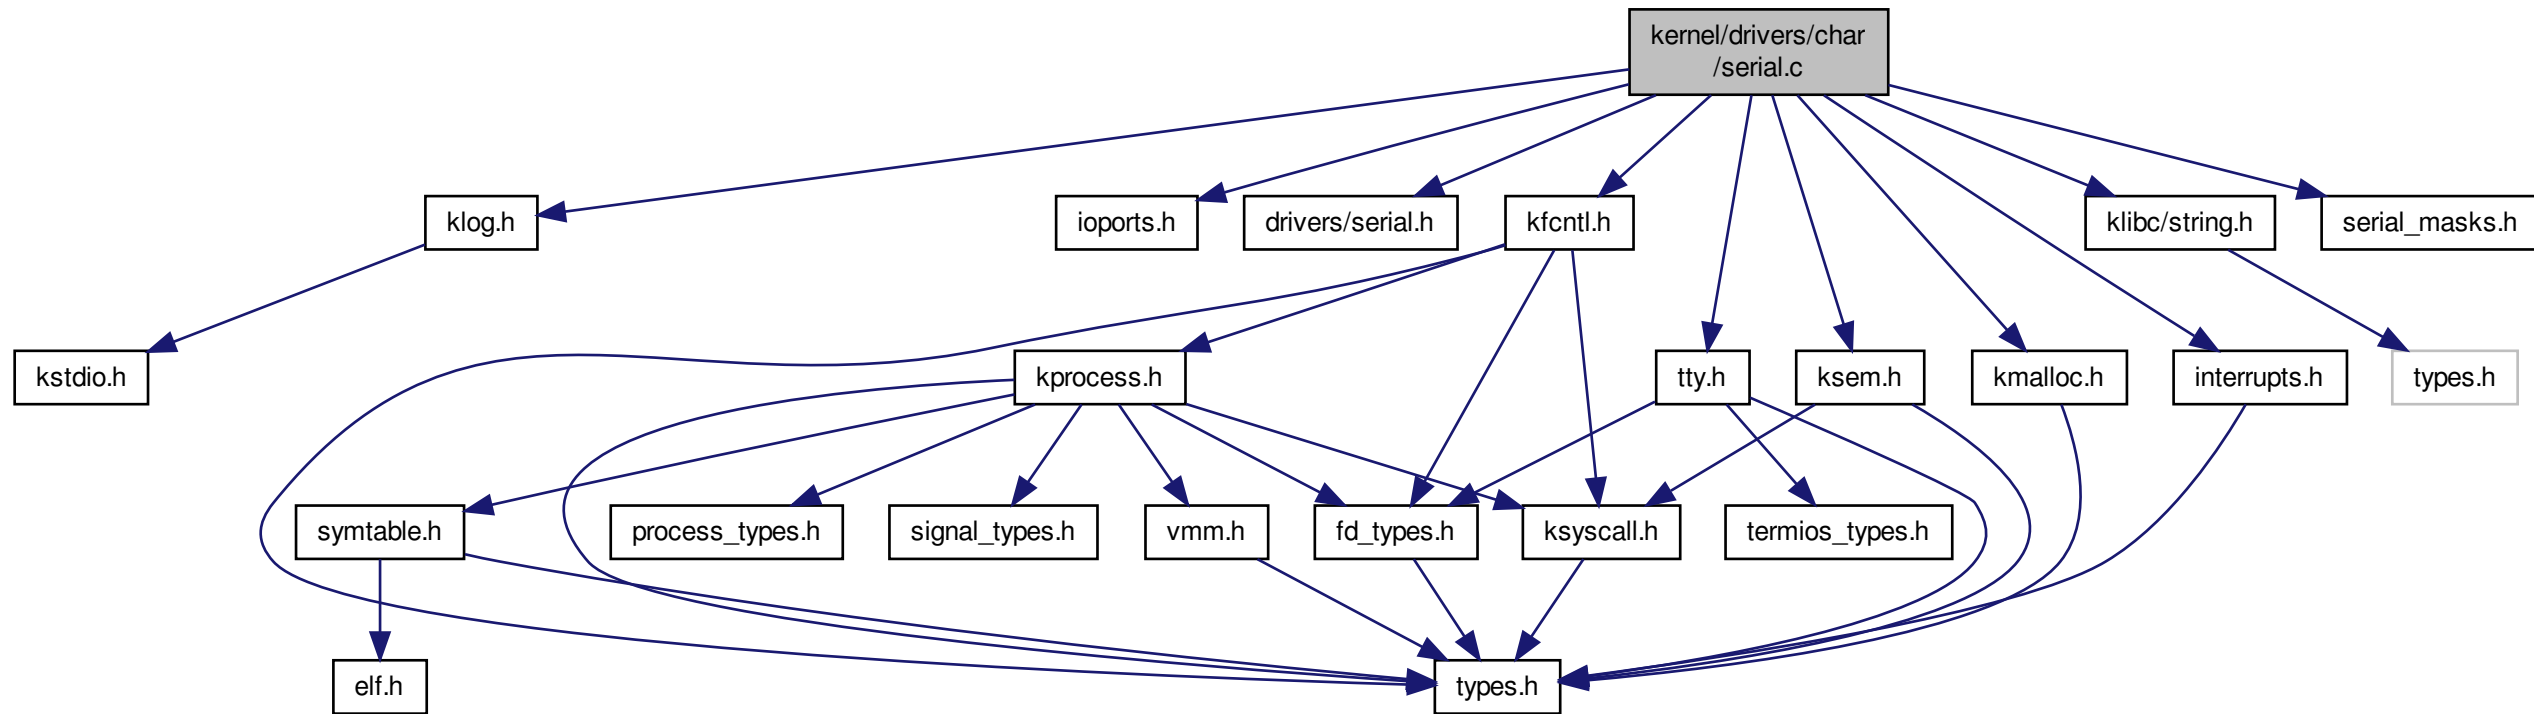 kernel/drivers/char
/serial.c
klog.h
ioports.h
drivers/serial.h
kfcntl.h
klibc/string.h
serial_masks.h
kstdio.h
kprocess.h
tty.h
ksem.h
kmalloc.h
interrupts.h
types.h
symtable.h
process_types.h
signal_types.h
vmm.h
fd_types.h
ksyscall.h
termios_types.h
elf.h
types.h